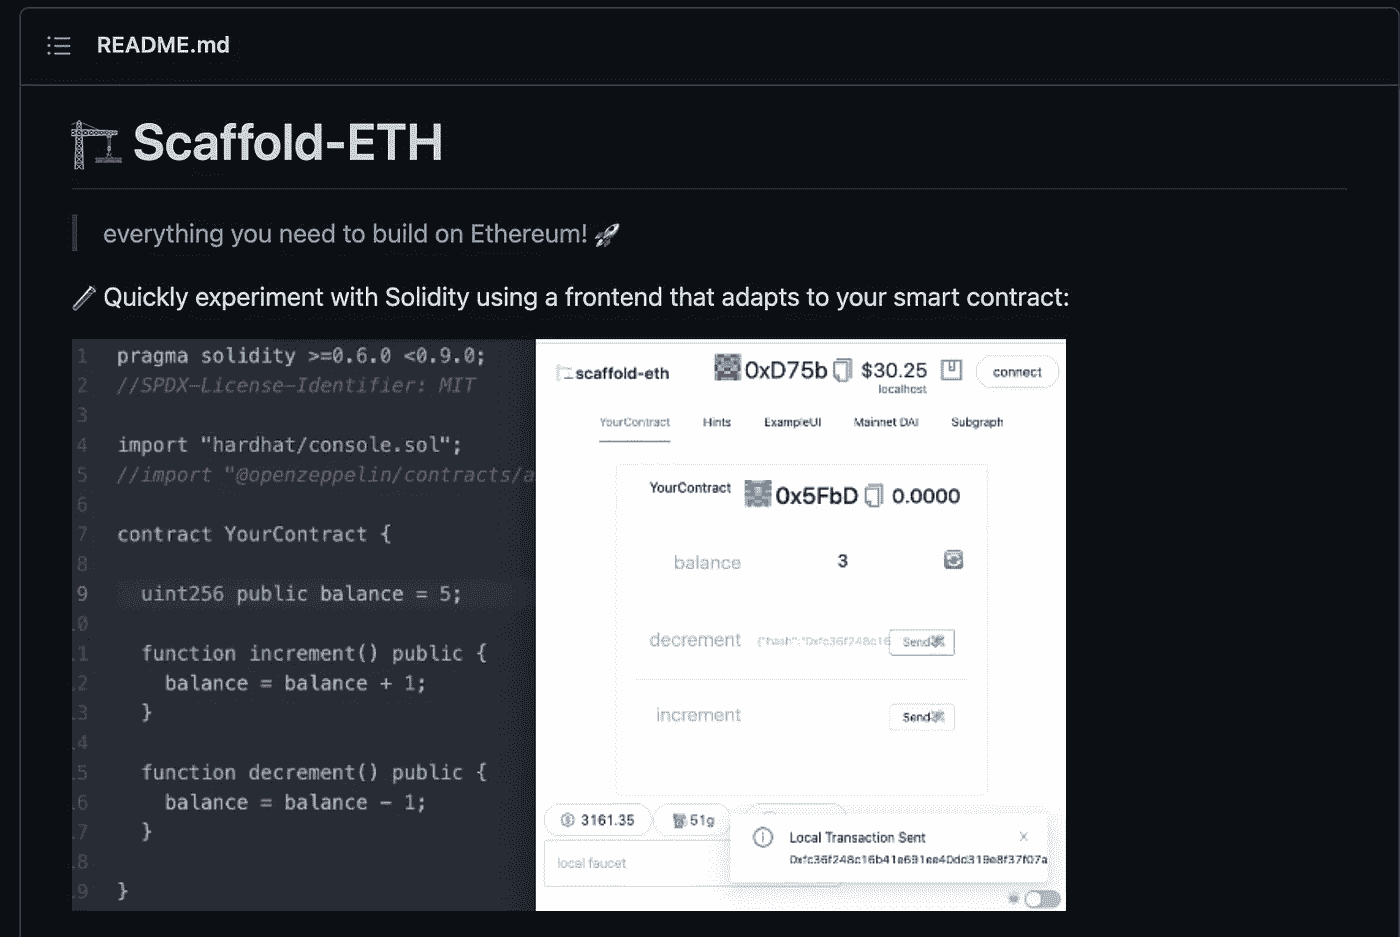 README.md
Scaffold-ETH
everything you need to build on Ethereum! 🚀
Quickly experiment with Solidity using a frontend that adapts to your smart contract:
1 pragma solidity >=0.6.0 <0.9.0;
2 //SPDX-License-Identifier: MIT
3
4 import "hardhat/console.sol";
5 //import "@openzeppelin/contracts/a
6
7 contract YourContract {
8
9 uint256 public balance = 5;
0
1 function increment() public {
2 balance = balance + 1;
3 }
4
5 function decrement() public {
6 balance = balance - 1;
7 }
8
9 }
scaffold-eth 0xD75b $30.25 connect
localhost
YourContract Hints ExampleUI Mainnet DAI Subgraph
YourContract 0x5FbD 0.0000
balance 3
decrement {"hash":"0xfc36f248c16 Send
increment Send
3161.35 51g
local faucet
Local Transaction Sent
0xfc36f248c16b41e691ee40dd319e8f37f07a